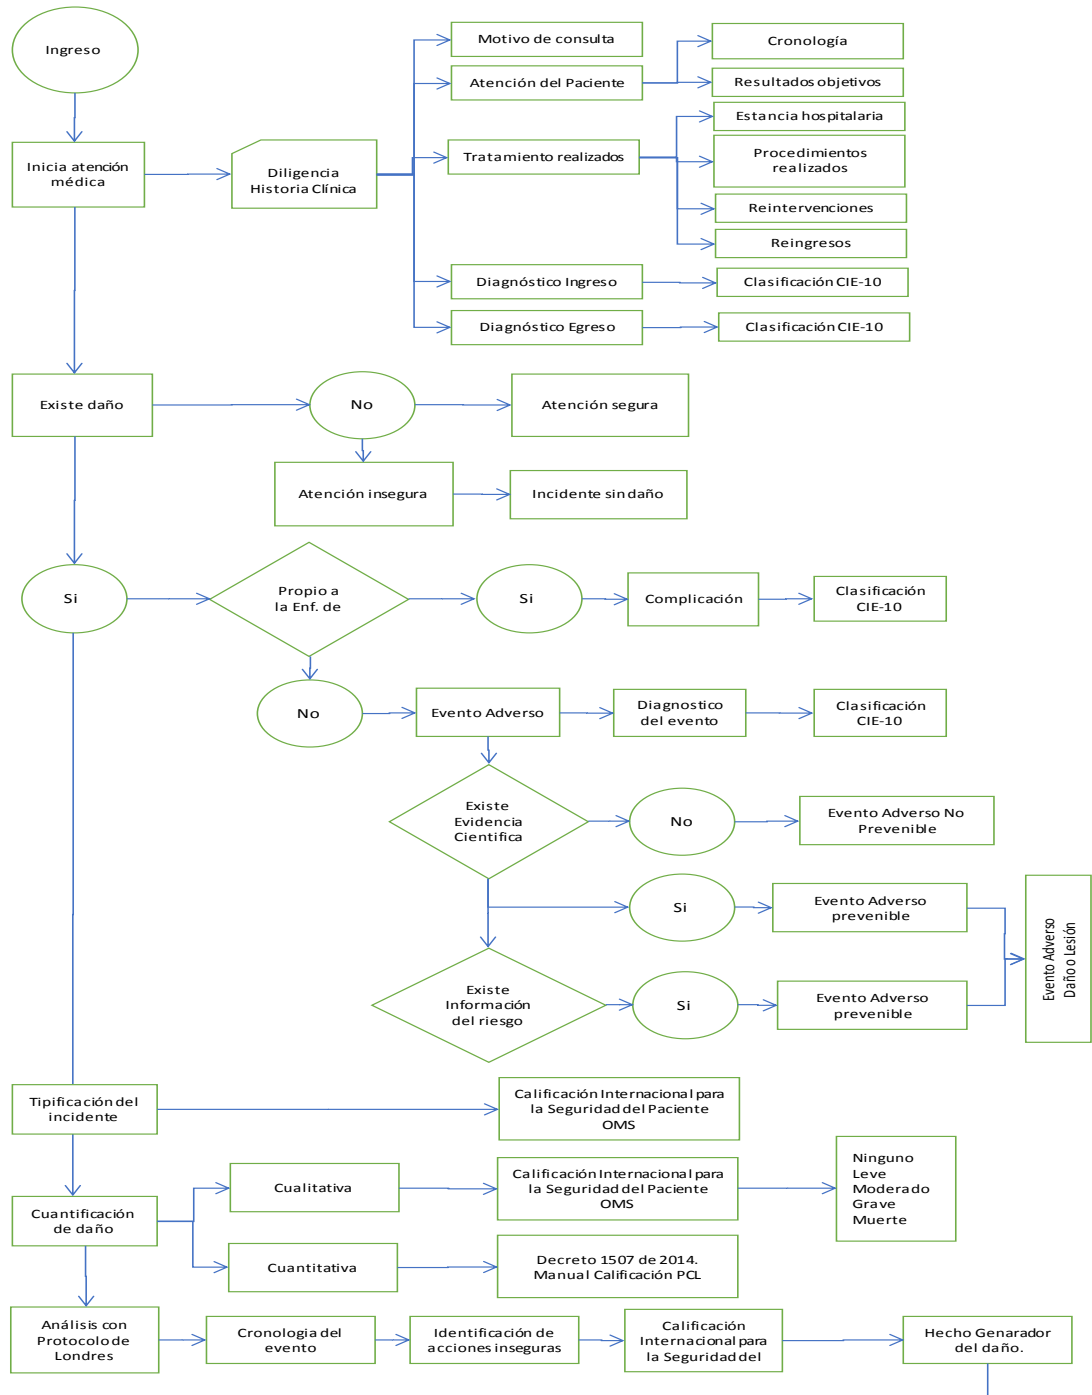 Ingreso
Motivo de consulta
Cronología
Atención del Paciente
Resultados objetivos
Estancia hospitalaria
Inicia atención
médica
Diligencia
Historia Clínica
Tratamiento realizados
Procedimientos
realizados
Reintervenciones
Reingresos
Diagnóstico Ingreso
Clasificación CIE-10
Diagnóstico Egreso
Clasificación CIE-10
Existe daño
No
Atención segura
Atención insegura
Incidente sin daño
Si
Propio a
la Enf. de
Si
Complicación
Clasificación
CIE-10
No
Evento Adverso
Diagnostico
del evento
Clasificación
CIE-10
Existe
Evidencia
Cientifica
No
Evento Adverso No
Prevenible
Si
Evento Adverso
prevenible
Evento Adverso
Daño o Lesión
Existe
Información
del riesgo
Si
Evento Adverso
prevenible
Tipificación del
incidente
Calificación Internacional para
la Seguridad del Paciente
OMS
Cuantificación
de daño
Cualitativa
Calificación Internacional para
la Seguridad del Paciente
OMS
Ninguno
Leve
Moderado
Grave
Muerte
Cuantitativa
Decreto 1507 de 2014.
Manual Calificación PCL
Análisis con
Protocolo de
Londres
Cronologia del
evento
Identificación de
acciones inseguras
Calificación
Internacional para
la Seguridad del
Hecho Genarador
del daño.